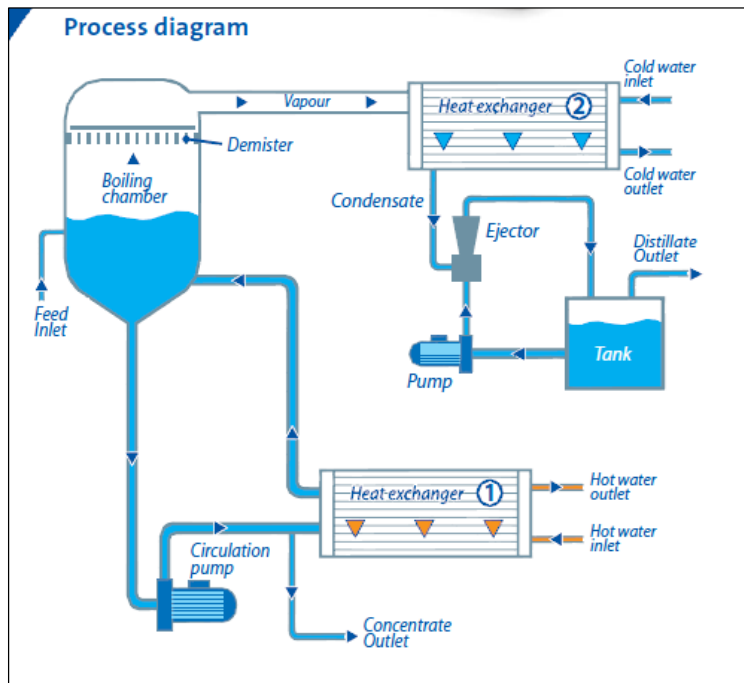 Process diagram
Vapour
Heat exchanger 2
Cold water
inlet
Cold water
outlet
Demister
Boiling
chamber
Condensate
Ejector
Distillate
Outlet
Feed
Inlet
Tank
Pump
Heat exchanger 1
Hot water
outlet
Hot water
inlet
Circulation
pump
Concentrate
Outlet